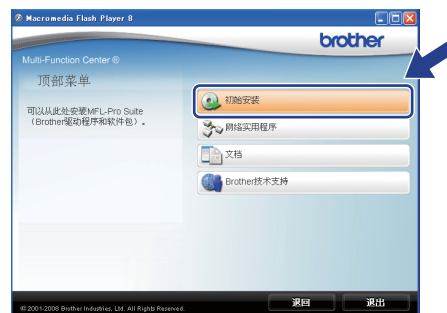 Macromedia Flash Player 8
brother
Multi-Function Center ®
顶部菜单
可以从此处安装MFL-Pro Suite
（Brother驱动程序和软件包）。
初始安装
网络实用程序
文档
Brother技术支持
© 2001-2008 Brother Industries, Ltd. All Rights Reserved.
退回
退出